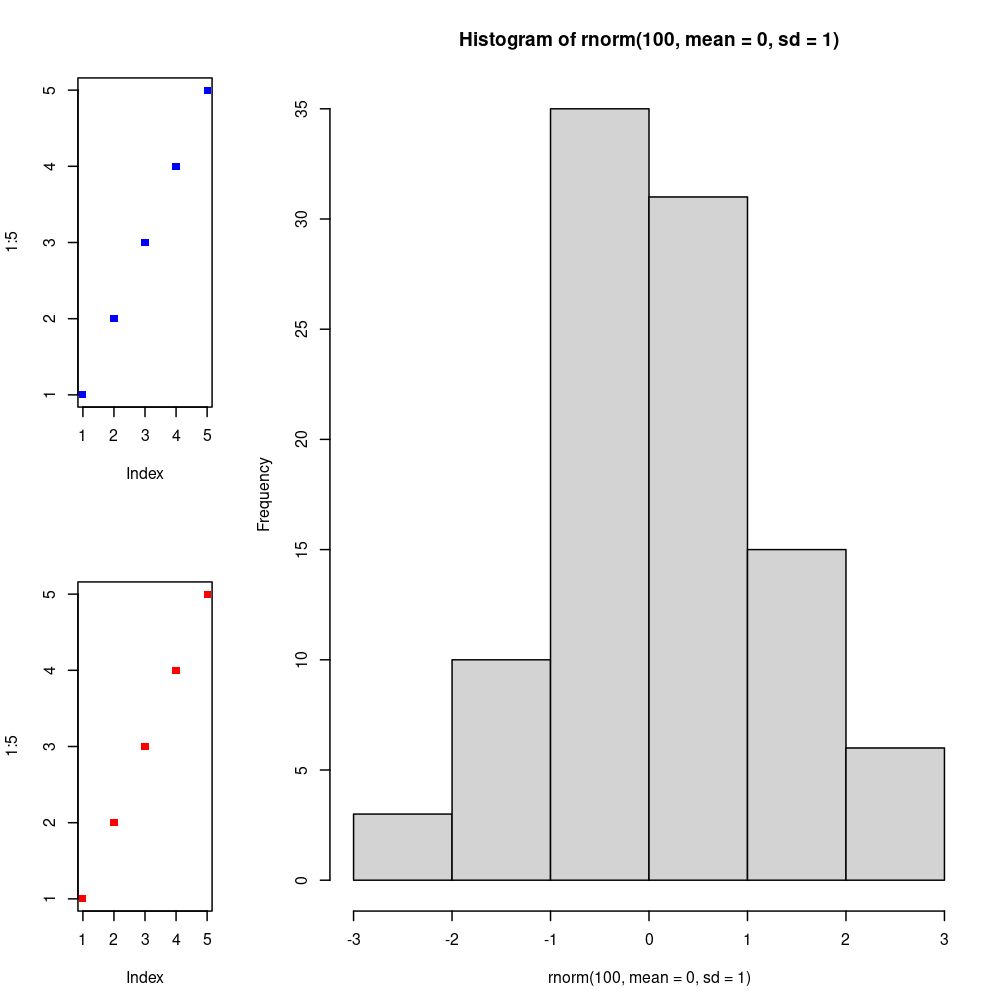 Histogram of rnorm(100, mean = 0, sd = 1)
5
4
3
2
1
1:5
1 2 3 4 5
Index
5
4
3
2
1
1:5
1 2 3 4 5
Index
35
30
25
20
15
10
5
0
Frequency
-3 -2 -1 0 1 2 3
rnorm(100, mean = 0, sd = 1)